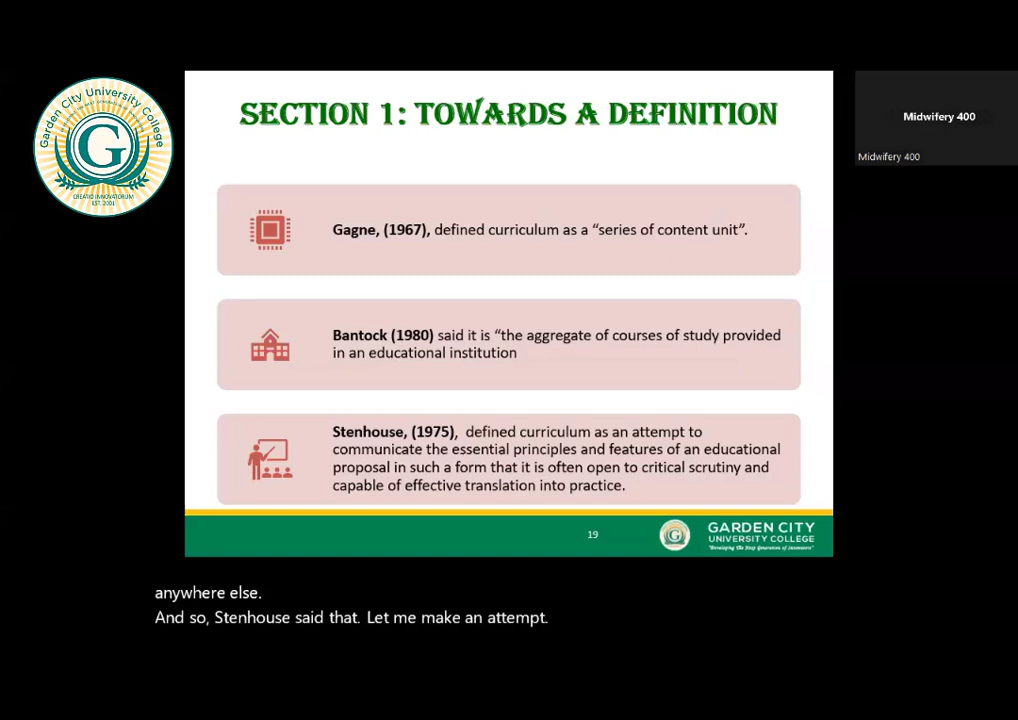 Garden City University College
G
CREATIO INNOVATORUM
EST. 2001
SECTION 1: TOWARDS A DEFINITION
Midwifery 400
Midwifery 400
Gagne, (1967), defined curriculum as a “series of content unit”.
Bantock (1980) said it is “the aggregate of courses of study provided
in an educational institution
Stenhouse, (1975), defined curriculum as an attempt to
communicate the essential principles and features of an educational
proposal in such a form that it is often open to critical scrutiny and
capable of effective translation into practice.
19
G
GARDEN CITY
UNIVERSITY COLLEGE
anywhere else.
And so, Stenhouse said that. Let me make an attempt.